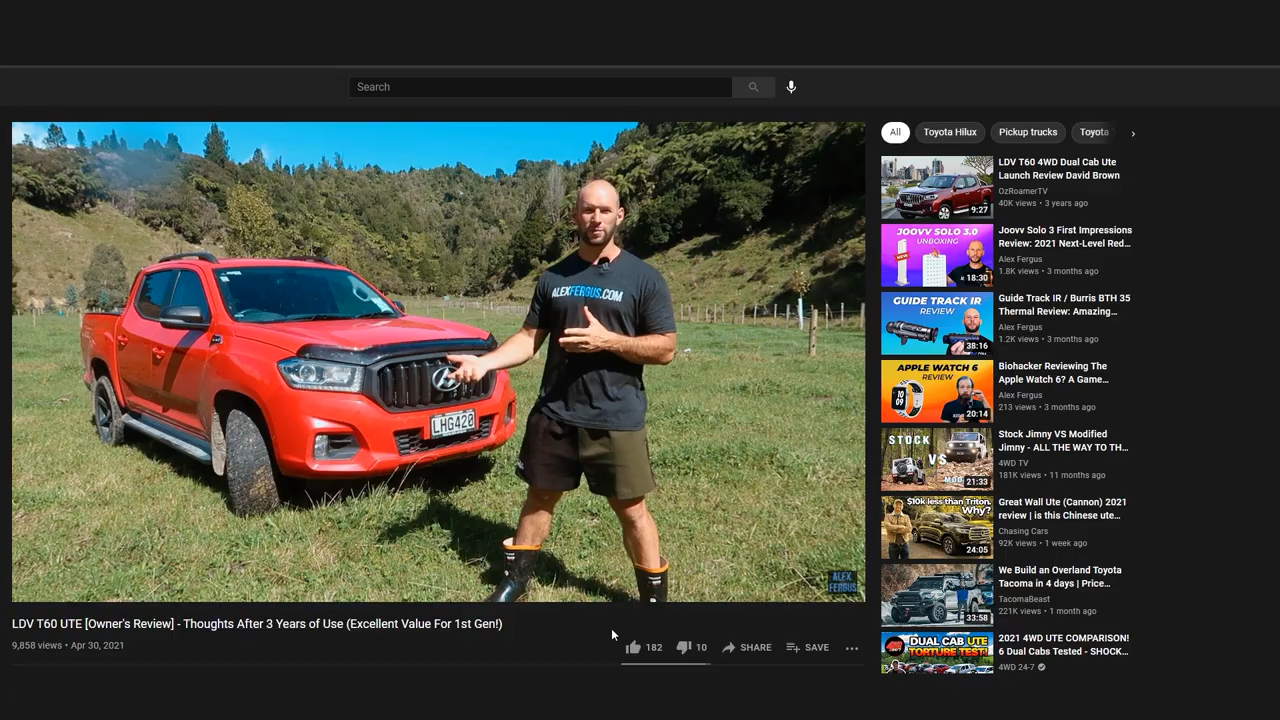 Search
All
Toyota Hilux
Pickup trucks
Toyota
ALEXFERGUS.COM
LHG420
ALEX
FERGUS
LDV T60 UTE [Owner's Review] - Thoughts After 3 Years of Use (Excellent Value For 1st Gen!)
9,858 views • Apr 30, 2021
182
10
SHARE
SAVE
LDV T60 4WD Dual Cab Ute
Launch Review David Brown
OzRoamerTV
40K views • 3 years ago
9:27
JOOVV SOLO 3.0
UNBOXING
NEW
18:30
Joovv Solo 3 First Impressions
Review: 2021 Next-Level Red…
Alex Fergus
1.8K views • 3 months ago
GUIDE TRACK IR
REVIEW
38:16
Guide Track IR / Burris BTH 35
Thermal Review: Amazing…
Alex Fergus
1.2K views • 3 months ago
APPLE WATCH 6
REVIEW
10
09
20:14
Biohacker Reviewing The
Apple Watch 6? A Game…
Alex Fergus
213 views • 3 months ago
STOCK
VS
MOD
21:33
Stock Jimny VS Modified
Jimny - ALL THE WAY TO TH…
4WD TV
181K views • 11 months ago
$10k less than Triton.
Why?
24:05
Great Wall Ute (Cannon) 2021
review | is this Chinese ute…
Chasing Cars
92K views • 1 week ago
33:58
We Build an Overland Toyota
Tacoma in 4 days | Price…
TacomaBeast
221K views • 1 month ago
DUAL CAB UTE
TORTURE TEST!
2021 4WD UTE COMPARISON!
6 Dual Cabs Tested - SHOCK…
4WD 24-7